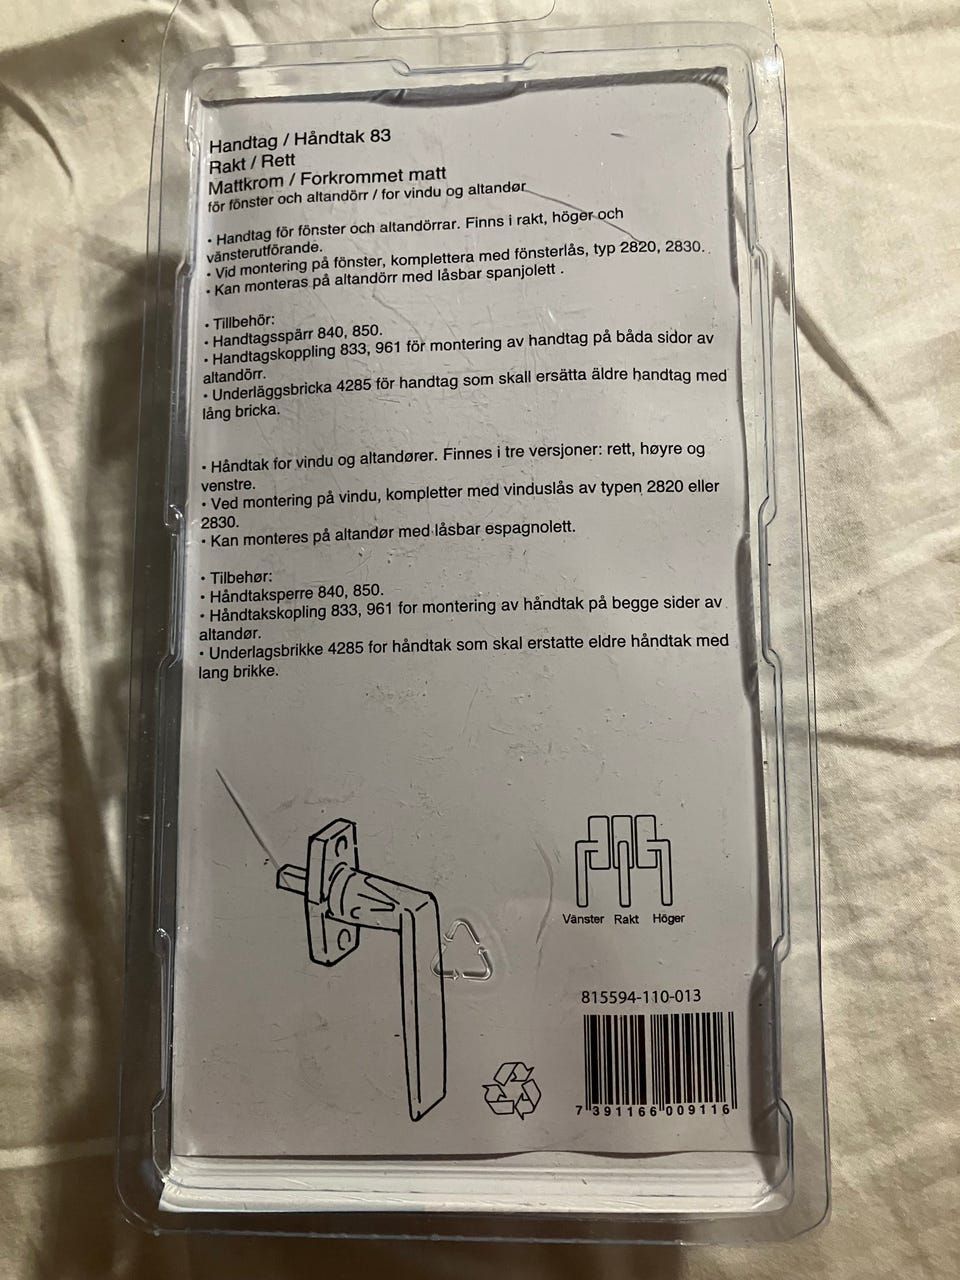 Handtag / Håndtak 83
Rakt / Rett
Mattkrom / Forkrommet matt
för fönster och altandörr / for vindu og altandør
• Handtag för fönster och altandörrar. Finns i rakt, höger och
vänsterutförande.
• Vid montering på fönster, komplettera med fönsterlås, typ 2820, 2830.
• Kan monteras på altandörr med låsbar spanjolett .
• Tillbehör:
• Handtagsspärr 840, 850.
• Handtagskoppling 833, 961 för montering av handtag på båda sidor av
altandörr.
• Underläggsbricka 4285 för handtag som skall ersätta äldre handtag med
lång bricka.
• Håndtak for vindu og altandører. Finnes i tre versjoner: rett, høyre og
venstre.
• Ved montering på vindu, kompletter med vinduslås av typen 2820 eller
2830.
• Kan monteres på altandør med låsbar espagnolett.
• Tilbehør:
• Håndtaksperre 840, 850.
• Håndtakskopling 833, 961 for montering av håndtak på begge sider av
altandør.
• Underlagsbrikke 4285 for håndtak som skal erstatte eldre håndtak med
lang brikke.
Vänster Rakt Höger
815594-110-013
7 391166 009116